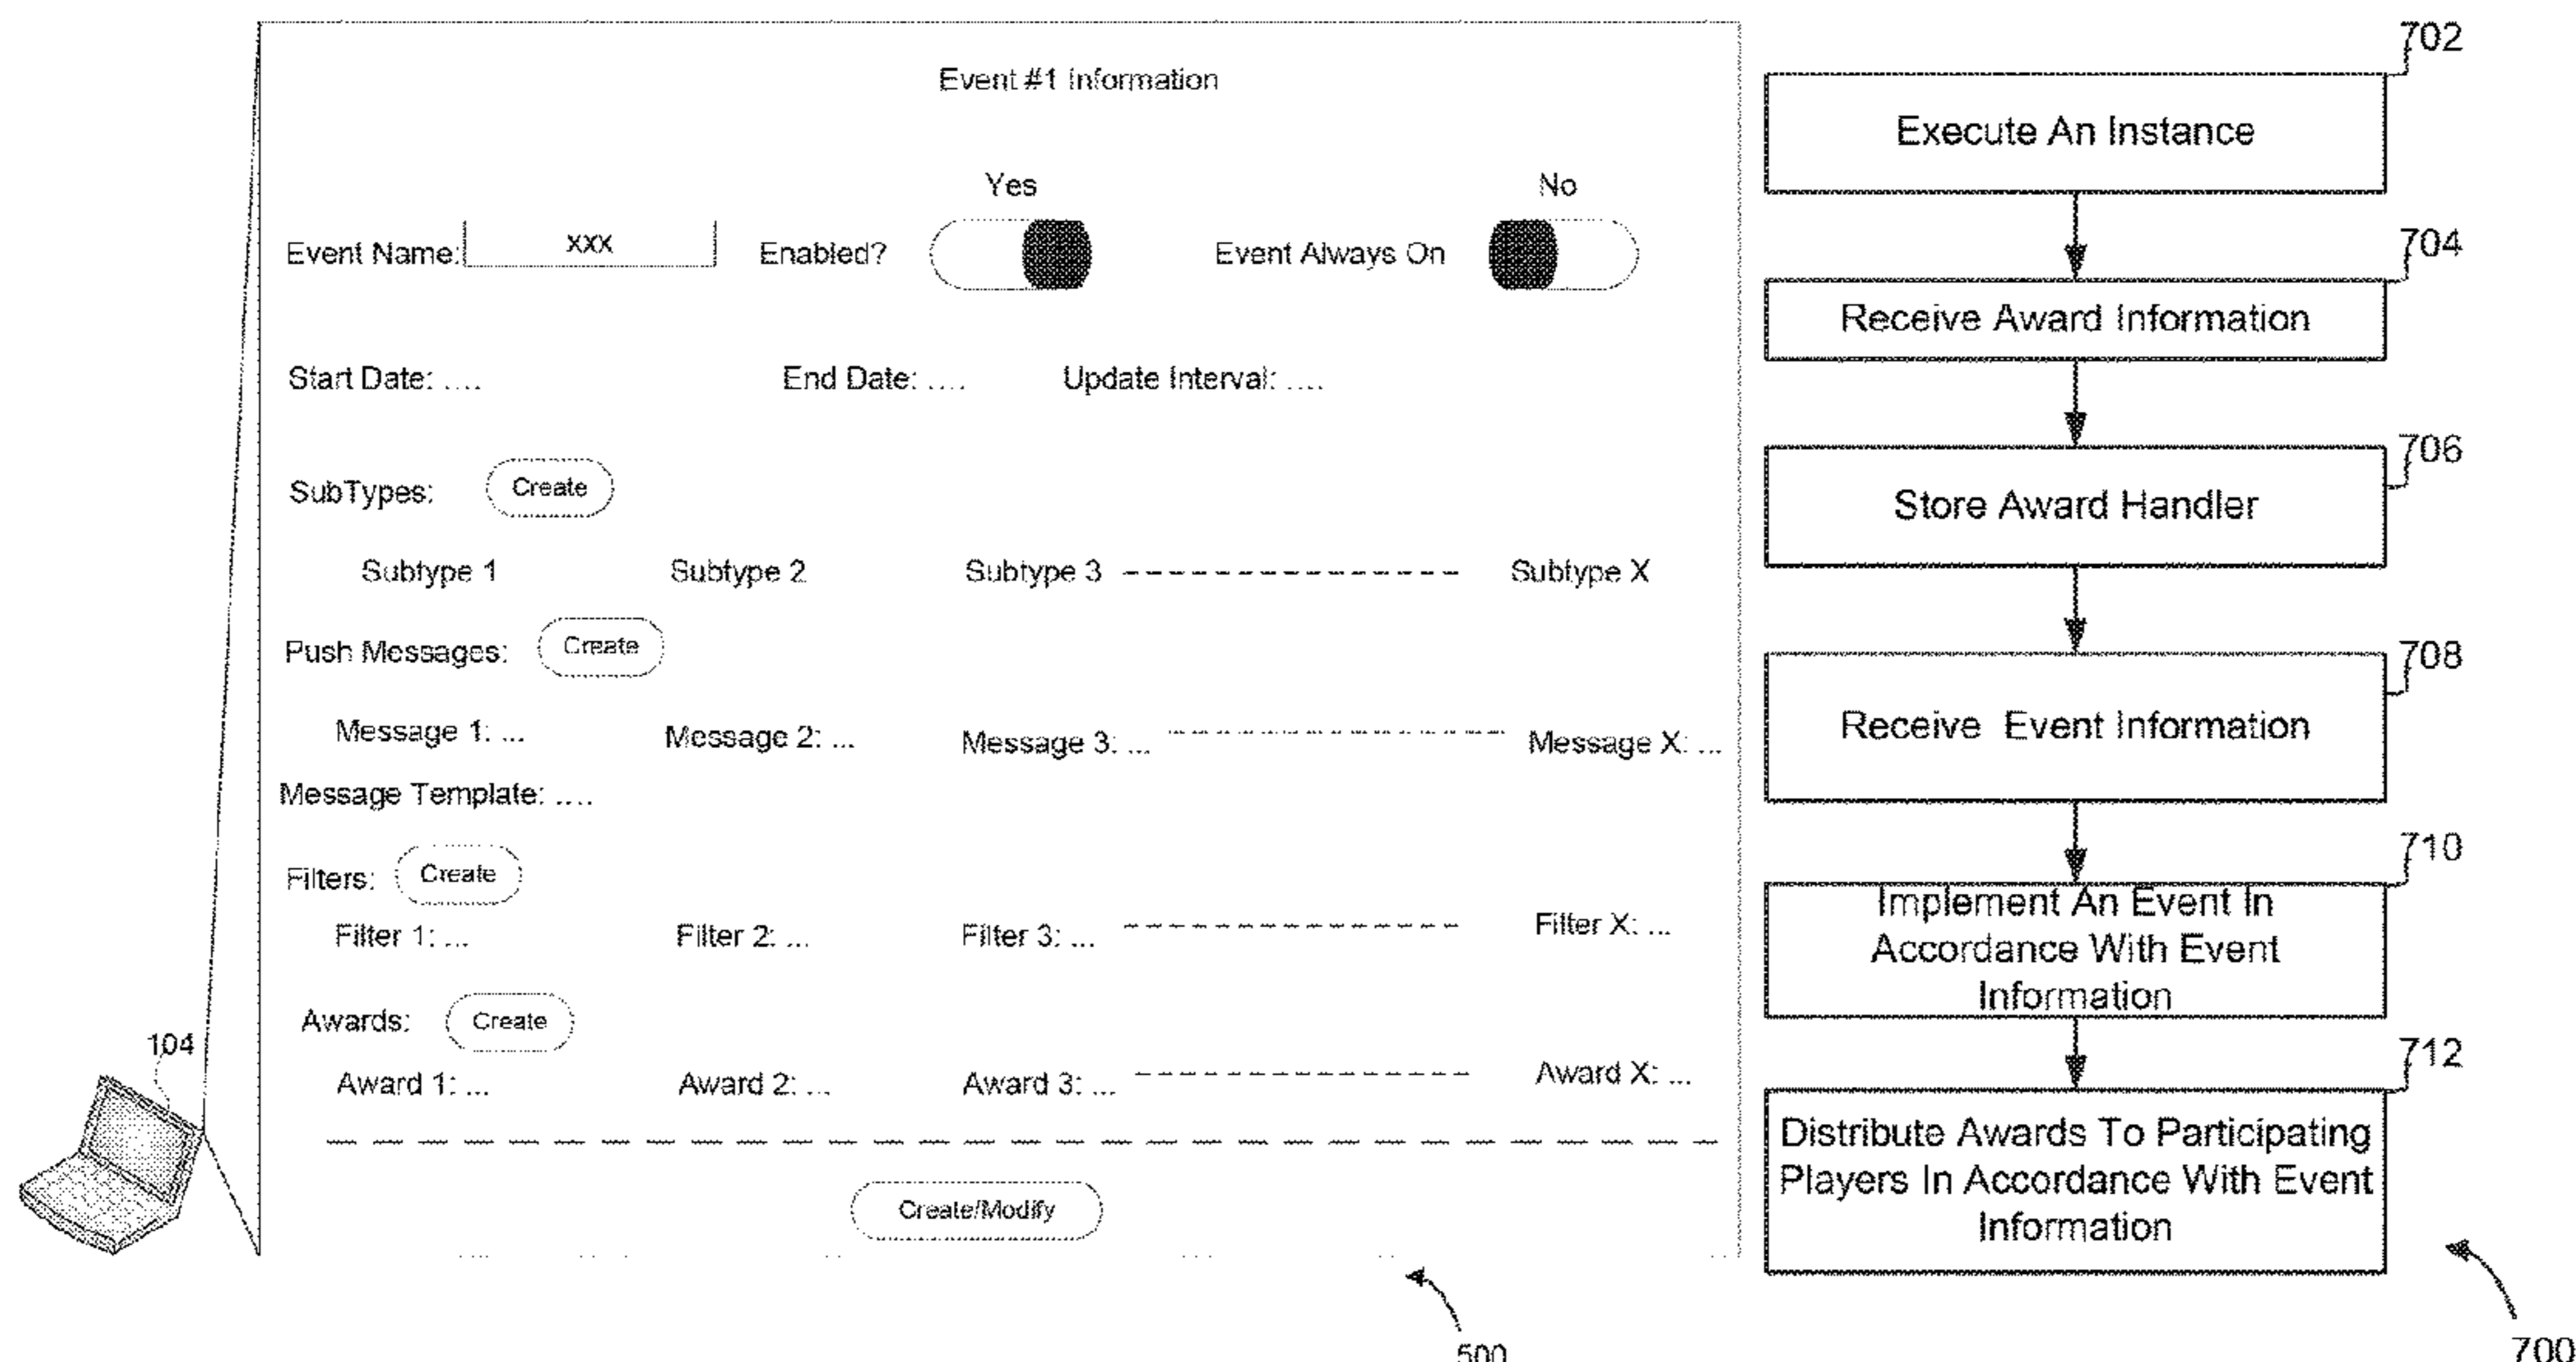 Event #1 Information
Yes
No
Event Name:
XXX
Enabled?
Event Always On
Start Date: ....
End Date: ....
Update Interval: ....
SubTypes:
Create
Subtype 1
Subtype 2
Subtype 3
Subtype X
Push Messages:
Create
Message 1: ...
Message 2: ...
Message 3: ...
Message X: ...
Message Template: ....
Filters:
Create
Filter 1: ...
Filter 2: ...
Filter 3: ...
Filter X: ...
Awards:
Create
Award 1: ...
Award 2: ...
Award 3: ...
Award X: ...
Create/Modify
104
500
702
Execute An Instance
704
Receive Award Information
706
Store Award Handler
708
Receive Event Information
710
Implement An Event In
Accordance With Event
Information
712
Distribute Awards To Participating
Players In Accordance With Event
Information
700